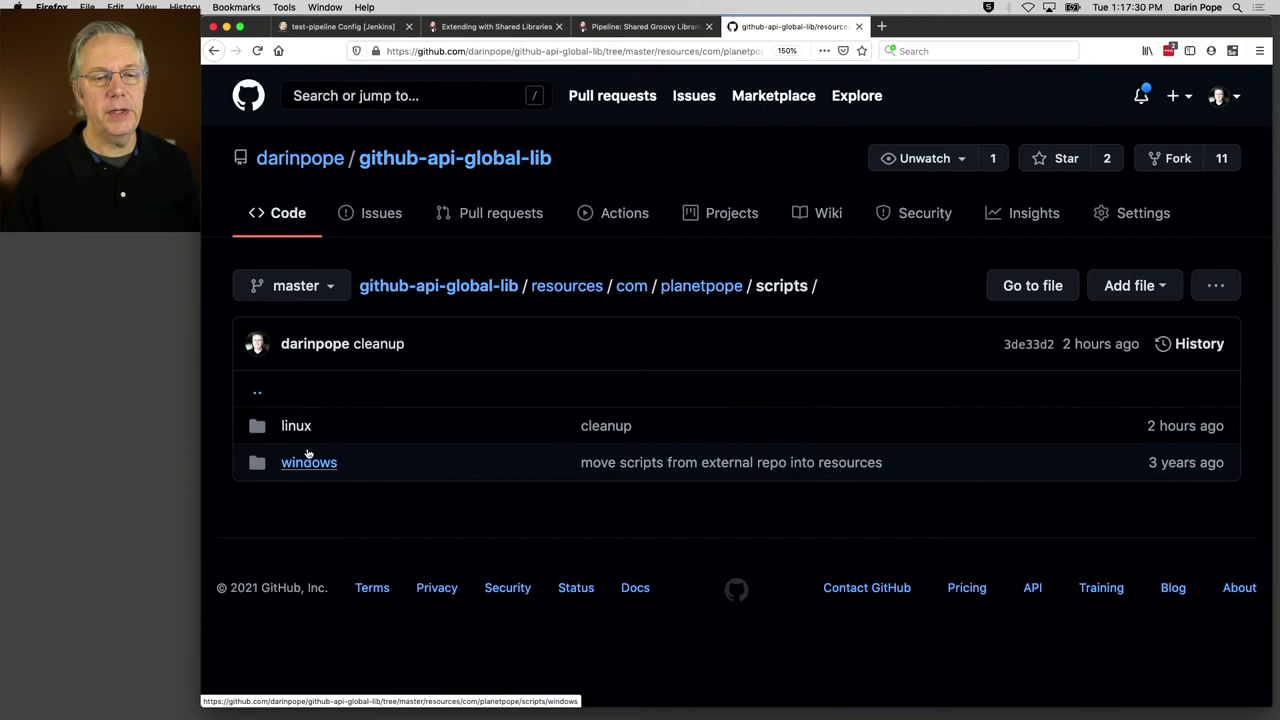 Firefox File Edit View History Bookmarks Tools Window Help Tue 1:17:30 PM Darin Pope
test-pipeline Config [Jenkins] Extending with Shared Libraries Pipeline: Shared Groovy Librari github-api-global-lib/resource
https://github.com/darinpope/github-api-global-lib/tree/master/resources/com/planetpo 150% Search
Search or jump to... / Pull requests Issues Marketplace Explore
darinpope / github-api-global-lib Unwatch 1 Star 2 Fork 11
Code Issues Pull requests Actions Projects Wiki Security Insights Settings
master github-api-global-lib / resources / com / planetpope / scripts / Go to file Add file ...
darinpope cleanup 3de33d2 2 hours ago History
..
linux cleanup 2 hours ago
windows move scripts from external repo into resources 3 years ago
© 2021 GitHub, Inc. Terms Privacy Security Status Docs Contact GitHub Pricing API Training Blog About
https://github.com/darinpope/github-api-global-lib/tree/master/resources/com/planetpope/scripts/windows